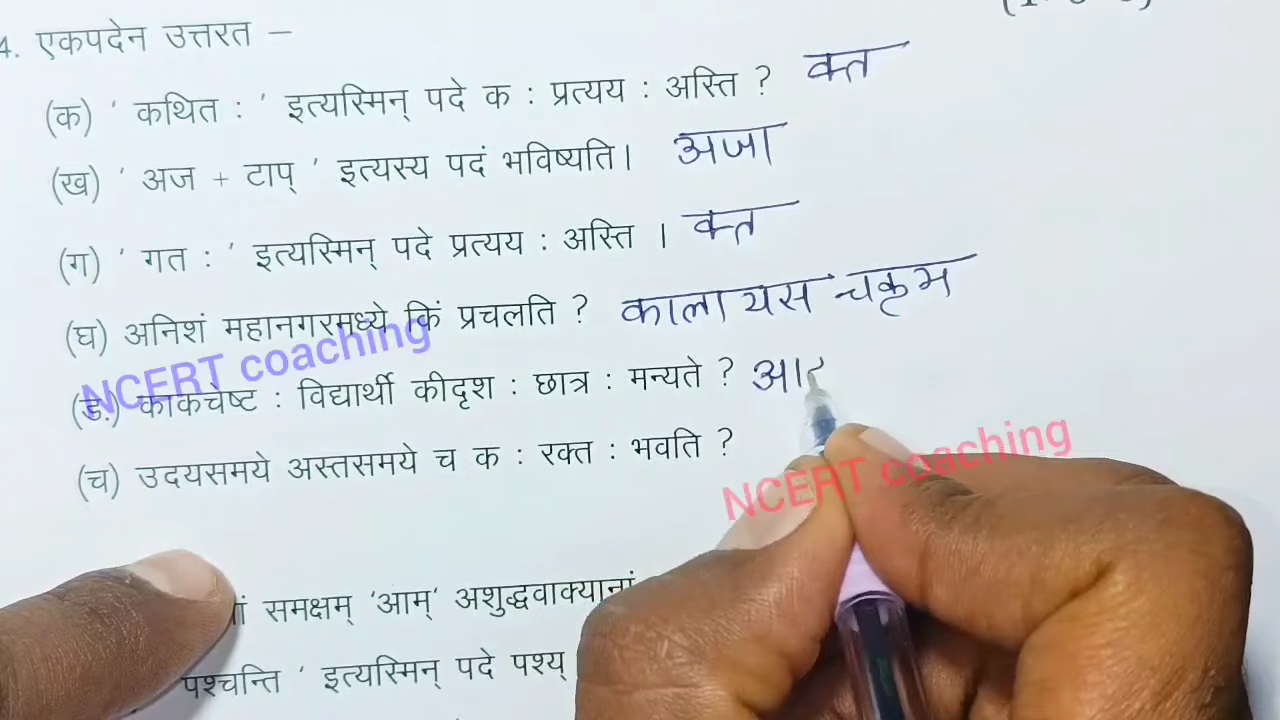 4. एकपदेन उत्तरत –
(क) ' कथित : ' इत्यस्मिन् पदे क : प्रत्यय : अस्ति ? क्त
(ख) ' अज + टाप् ' इत्यस्य पदं भविष्यति। अजा
(ग) ' गत : ' इत्यस्मिन् पदे प्रत्यय : अस्ति । क्त
(घ) अनिशं महानगरमध्ये किं प्रचलति ? कालायस चकृम
NCERT coaching
(ड.) काकचेष्ट : विद्यार्थी कीदृश : छात्र : मन्यते ?
(च) उदयसमये अस्तसमये च क : रक्त : भवति ?
NCERT coaching
समक्षम् 'आम्' अशुद्धवाक्यानां
पश्चन्ति ' इत्यस्मिन् पदे पश्य्